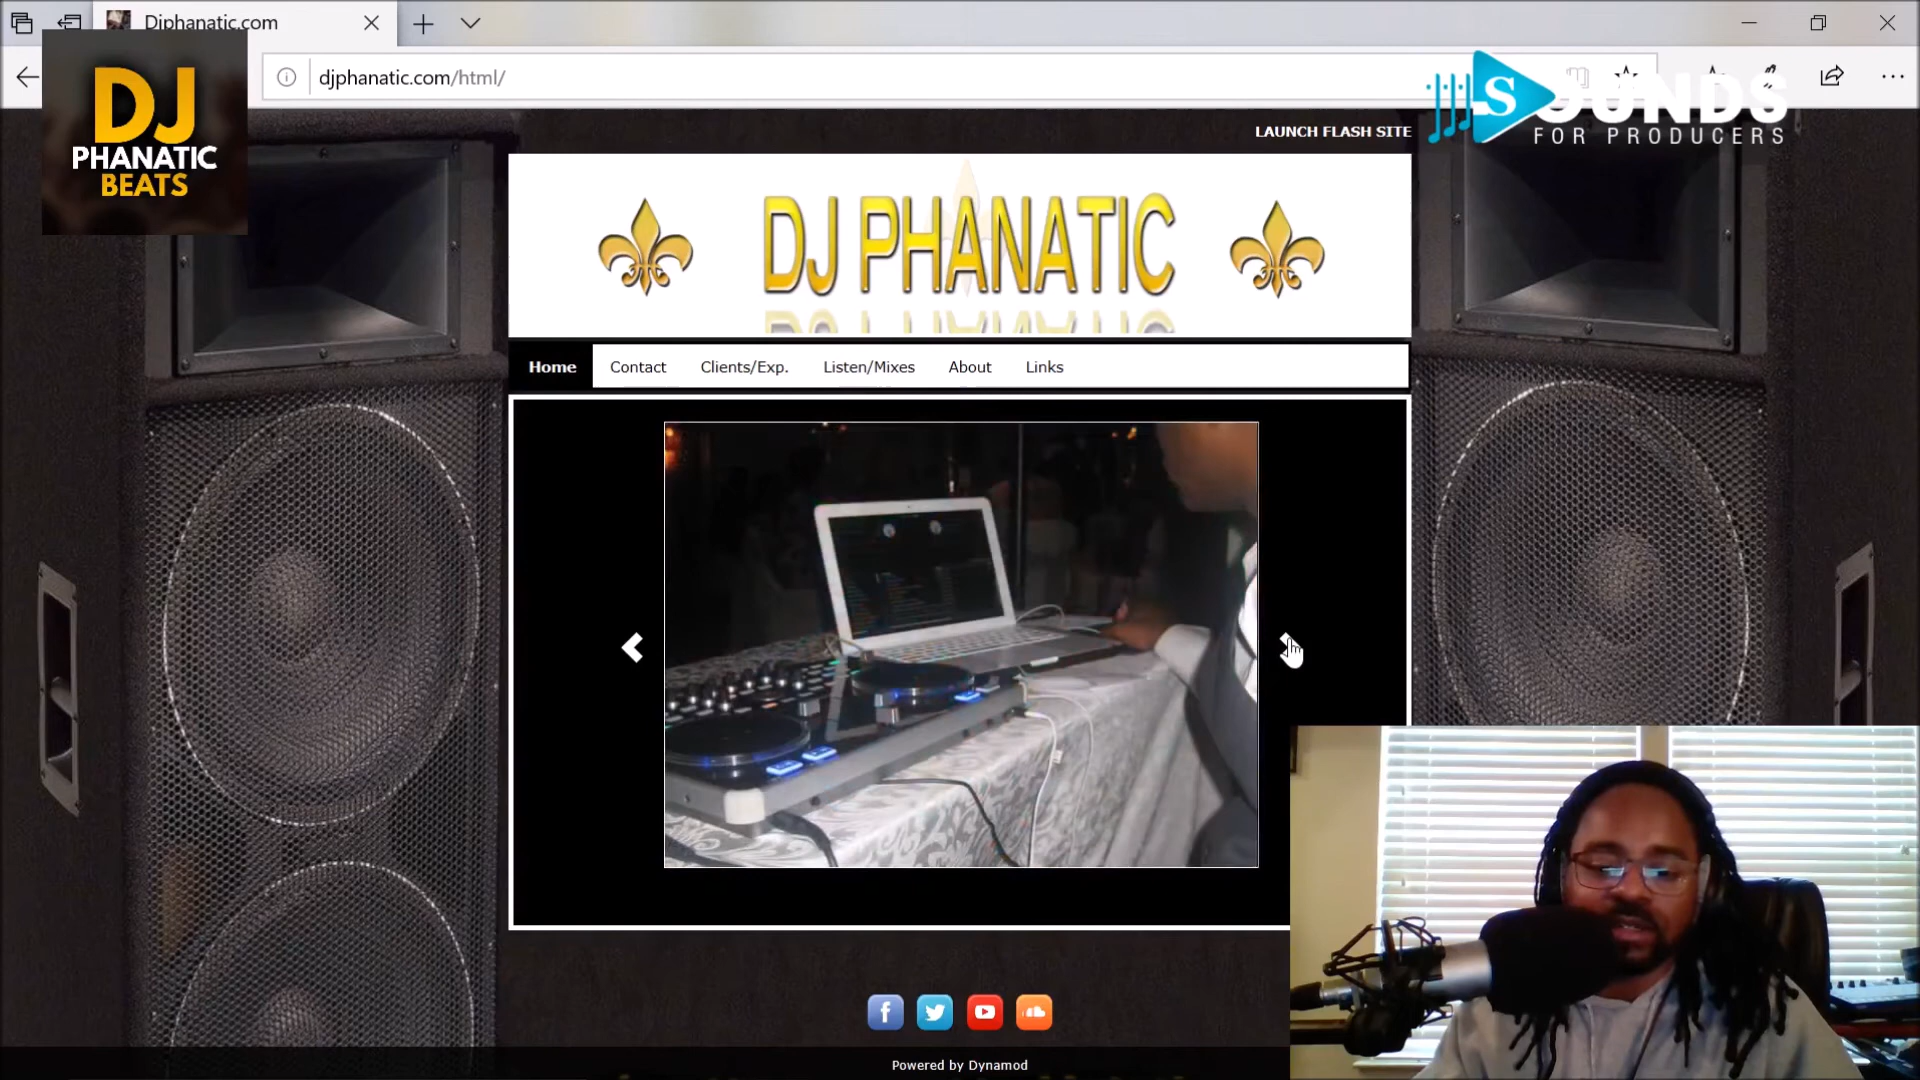 Djphanatic.com
djphanatic.com/html/
DJ
PHANATIC
BEATS
SOUNDS
FOR PRODUCERS
LAUNCH FLASH SITE
DJ PHANATIC
Home Contact Clients/Exp. Listen/Mixes About Links
Powered by Dynamod